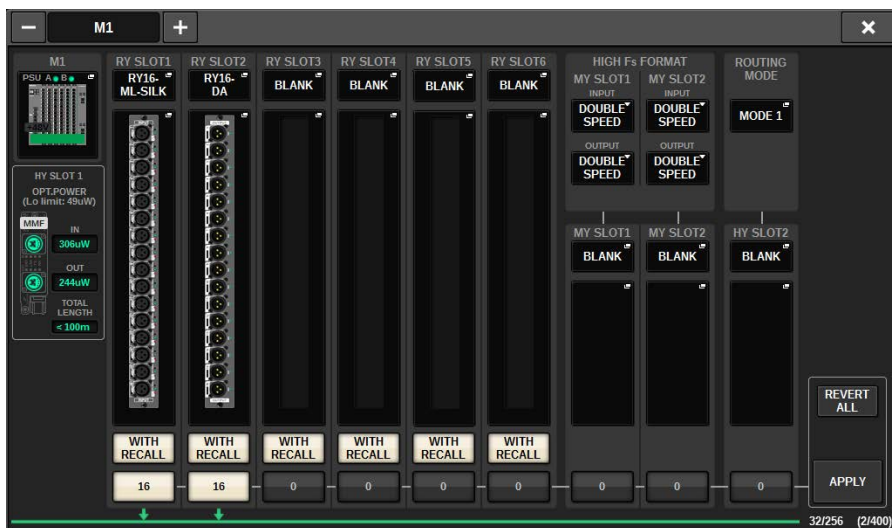 M1
M1
PSU A B
RY SLOT1
RY16-
ML-SILK
RY SLOT2
RY16-
DA
RY SLOT3
BLANK
RY SLOT4
BLANK
RY SLOT5
BLANK
RY SLOT6
BLANK
HIGH Fs FORMAT
MY SLOT1
INPUT
DOUBLE
SPEED
OUTPUT
DOUBLE
SPEED
MY SLOT2
INPUT
DOUBLE
SPEED
OUTPUT
DOUBLE
SPEED
ROUTING
MODE
MODE 1
HY SLOT 1
OPT.POWER
(Lo limit: 49uW)
MMF
IN
306uW
OUT
244uW
TOTAL
LENGTH
< 100m
MY SLOT1
BLANK
MY SLOT2
BLANK
HY SLOT2
BLANK
WITH
RECALL
WITH
RECALL
WITH
RECALL
WITH
RECALL
WITH
RECALL
WITH
RECALL
16
16
0
0
0
0
0
0
0
REVERT
ALL
APPLY
32/256 (2/400)